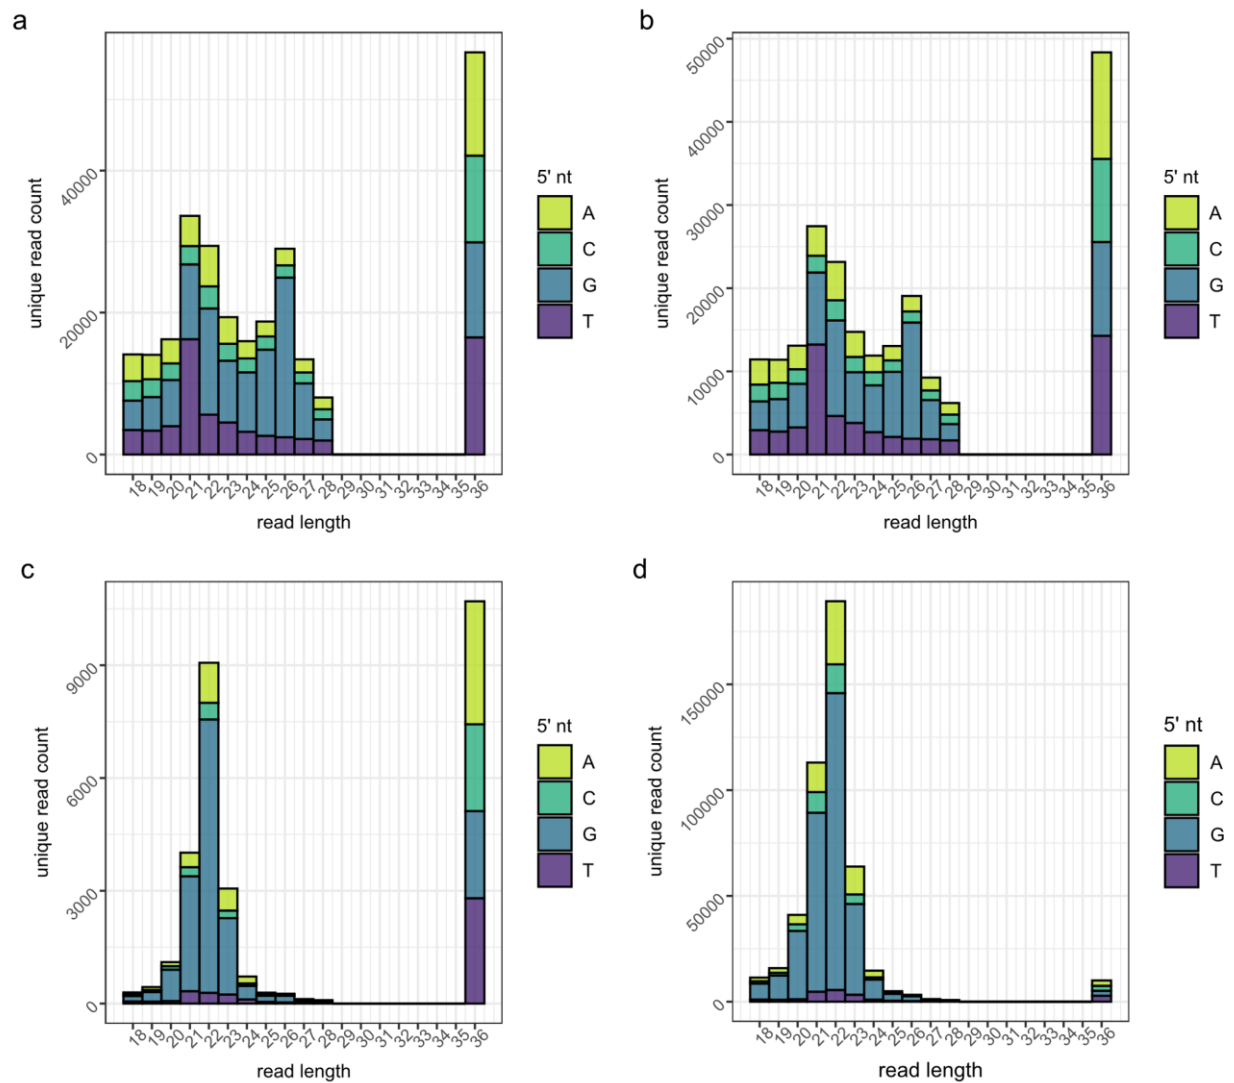 a
unique read count
40000
20000
0
18 19 20 21 22 23 24 25 26 27 28 29 30 31 32 33 34 35 36
read length
5' nt
A
C
G
T
b
unique read count
50000
40000
30000
20000
10000
0
18 19 20 21 22 23 24 25 26 27 28 29 30 31 32 33 34 35 36
read length
5' nt
A
C
G
T
c
unique read count
9000
6000
3000
0
18 19 20 21 22 23 24 25 26 27 28 29 30 31 32 33 34 35 36
read length
5' nt
A
C
G
T
d
unique read count
150000
100000
50000
0
18 19 20 21 22 23 24 25 26 27 28 29 30 31 32 33 34 35 36
read length
5' nt
A
C
G
T